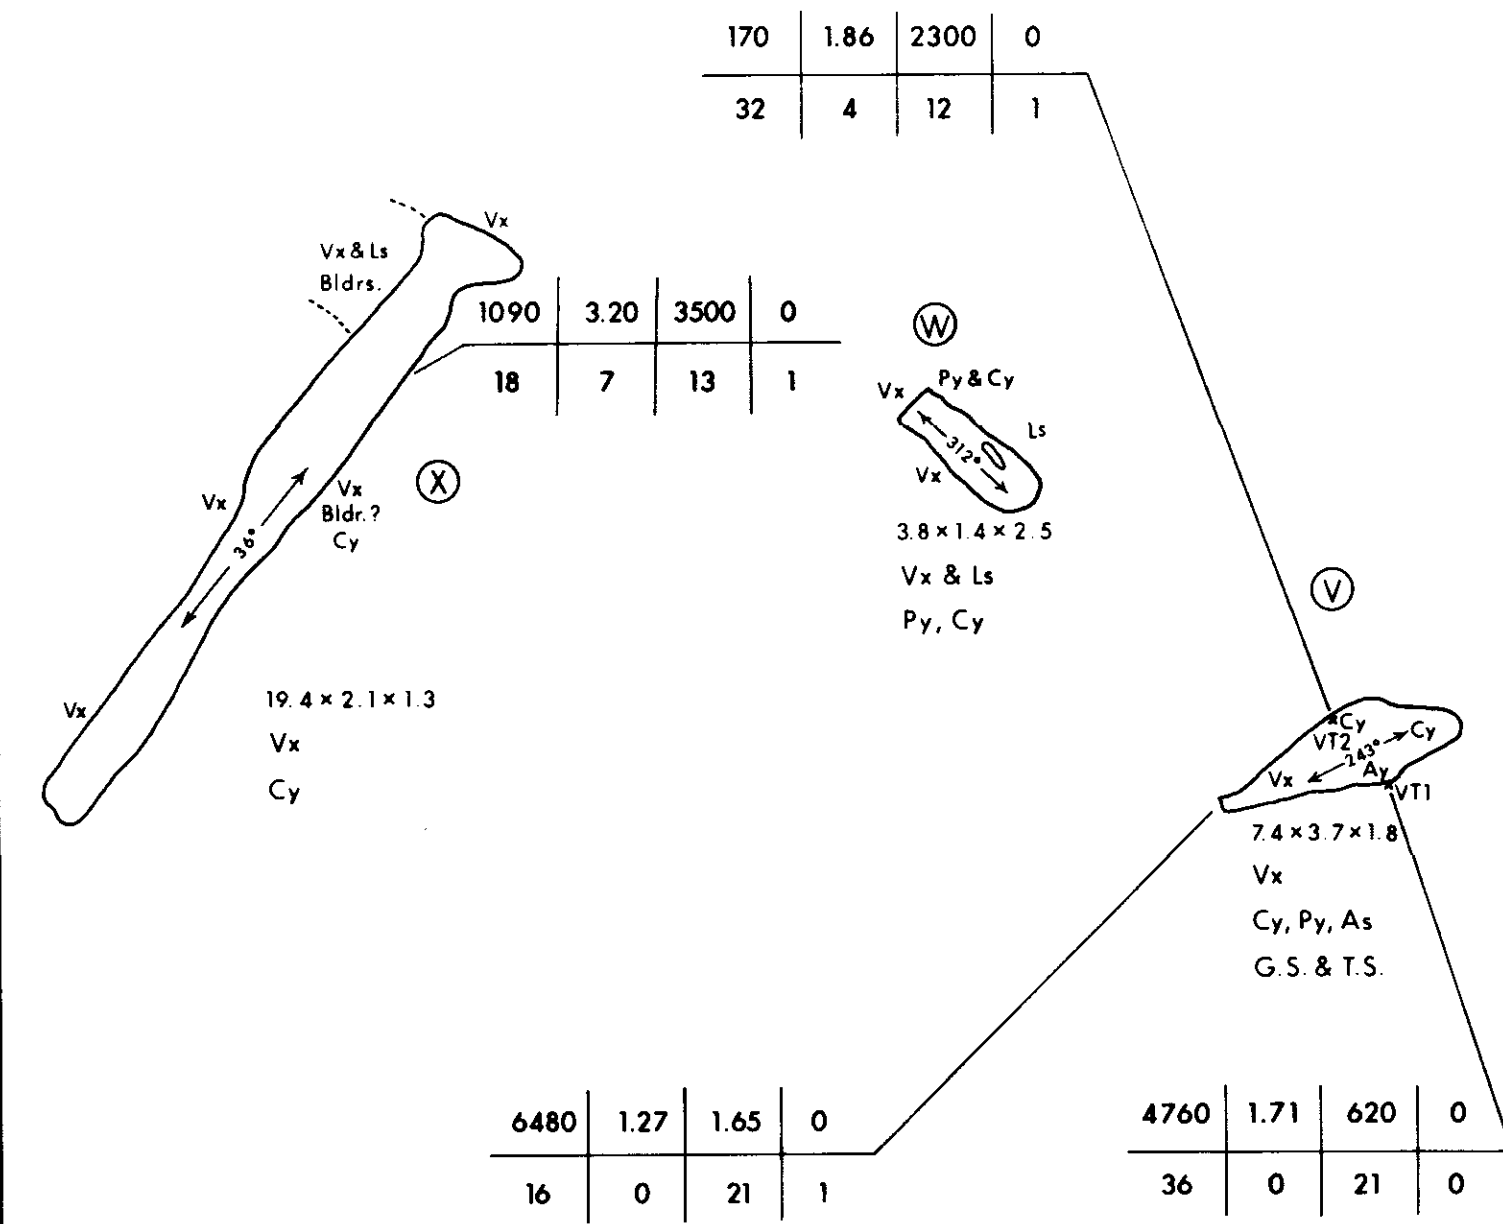 170 1.86 2300 0
32 4 12 1
Vx
Vx & Ls
Bldrs.
1090 3.20 3500 0
18 7 13 1
X
Vx
Vx
Bldr.?
Cy
36°
Vx
19.4 × 2.1 × 1.3
Vx
Cy
W
Py & Cy
Vx
Ls
312°
Vx
3.8 × 1.4 × 2.5
Vx & Ls
Py, Cy
V
Cy
VT2
Cy
243°
Ay
Vx
VT1
7.4 × 3.7 × 1.8
Vx
Cy, Py, As
G.S. & T.S.
6480 1.27 1.65 0
16 0 21 1
4760 1.71 620 0
36 0 21 0